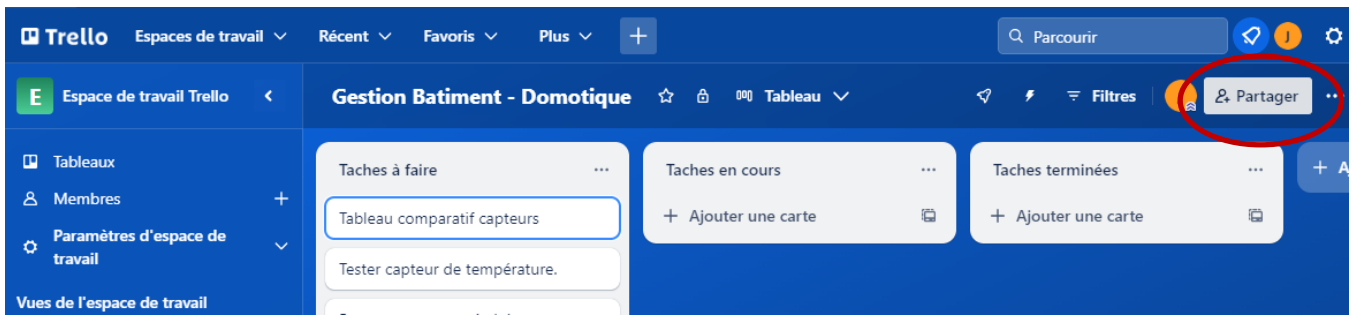 Trello Espaces de travail Récent Favoris Plus Parcourir J
E Espace de travail Trello Gestion Batiment - Domotique Tableau Filtres Partager
Tableaux
Membres
Paramètres d'espace de
travail
Vues de l'espace de travail
Taches à faire
Tableau comparatif capteurs
Tester capteur de température.
Taches en cours
+ Ajouter une carte
Taches terminées
+ Ajouter une carte
+ A